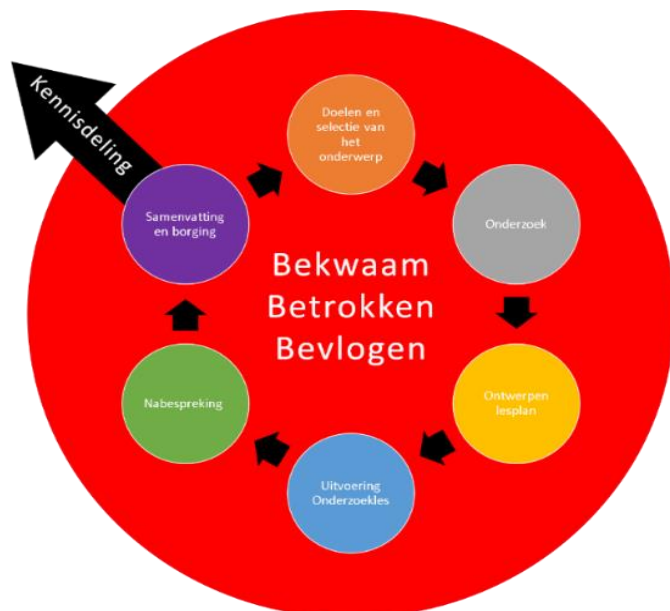 Kennisdeling
Doelen en
selectie van
het
onderwerp
Samenvatting
en borging
Onderzoek
Bekwaam
Betrokken
Bevlogen
Nabespreking
Ontwerpen
lesplan
Uitvoering
Onderzoekles